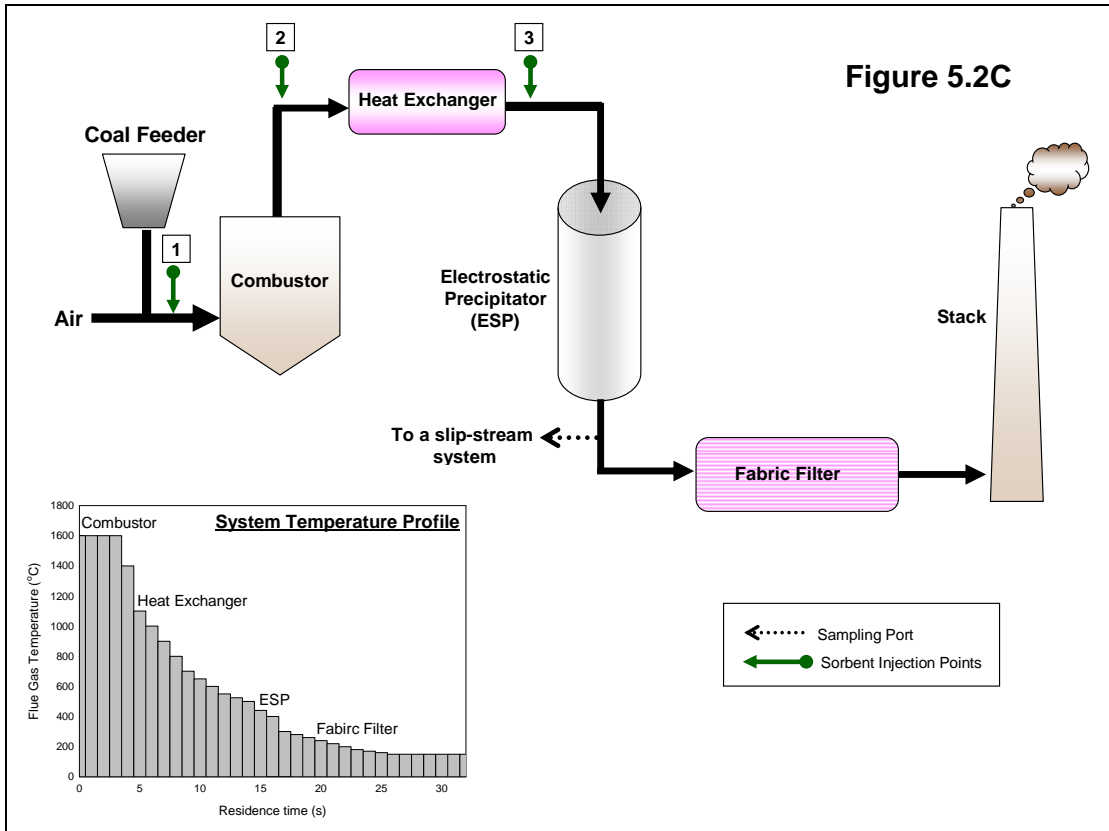 Figure 5.2C
2
3
Heat Exchanger
Coal Feeder
1
Combustor
Air
Electrostatic
Precipitator
(ESP)
Stack
To a slip-stream
system
Fabric Filter
System Temperature Profile
Combustor
Heat Exchanger
ESP
Fabirc Filter
Flue Gas Temperature (°C)
1800
1600
1400
1200
1000
800
600
400
200
0
0 5 10 15 20 25 30
Residence time (s)
Sampling Port
Sorbent Injection Points